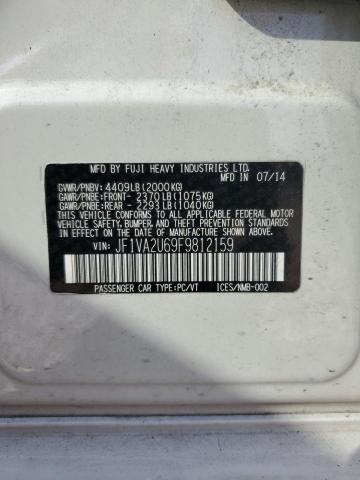 MFD. BY FUJI HEAVY INDUSTRIES LTD.
MFD. IN 07/14
GVWR/PNBV: 4409LB(2000KG)
GAWR/PNBE:FRONT- 2370LB(1075KG)
GAWR/PNBE:REAR - 2293LB(1040KG)
THIS VEHICLE CONFORMS TO ALL APPLICABLE FEDERAL MOTOR
VEHICLE SAFETY, BUMPER, AND THEFT PREVENTION STANDARDS
IN EFFECT ON THE DATE OF MANUFACTURE SHOWN ABOVE.
VIN: JF1VA2U69F9812159
PASSENGER CAR TYPE:PC/VT ICES/NMB-002